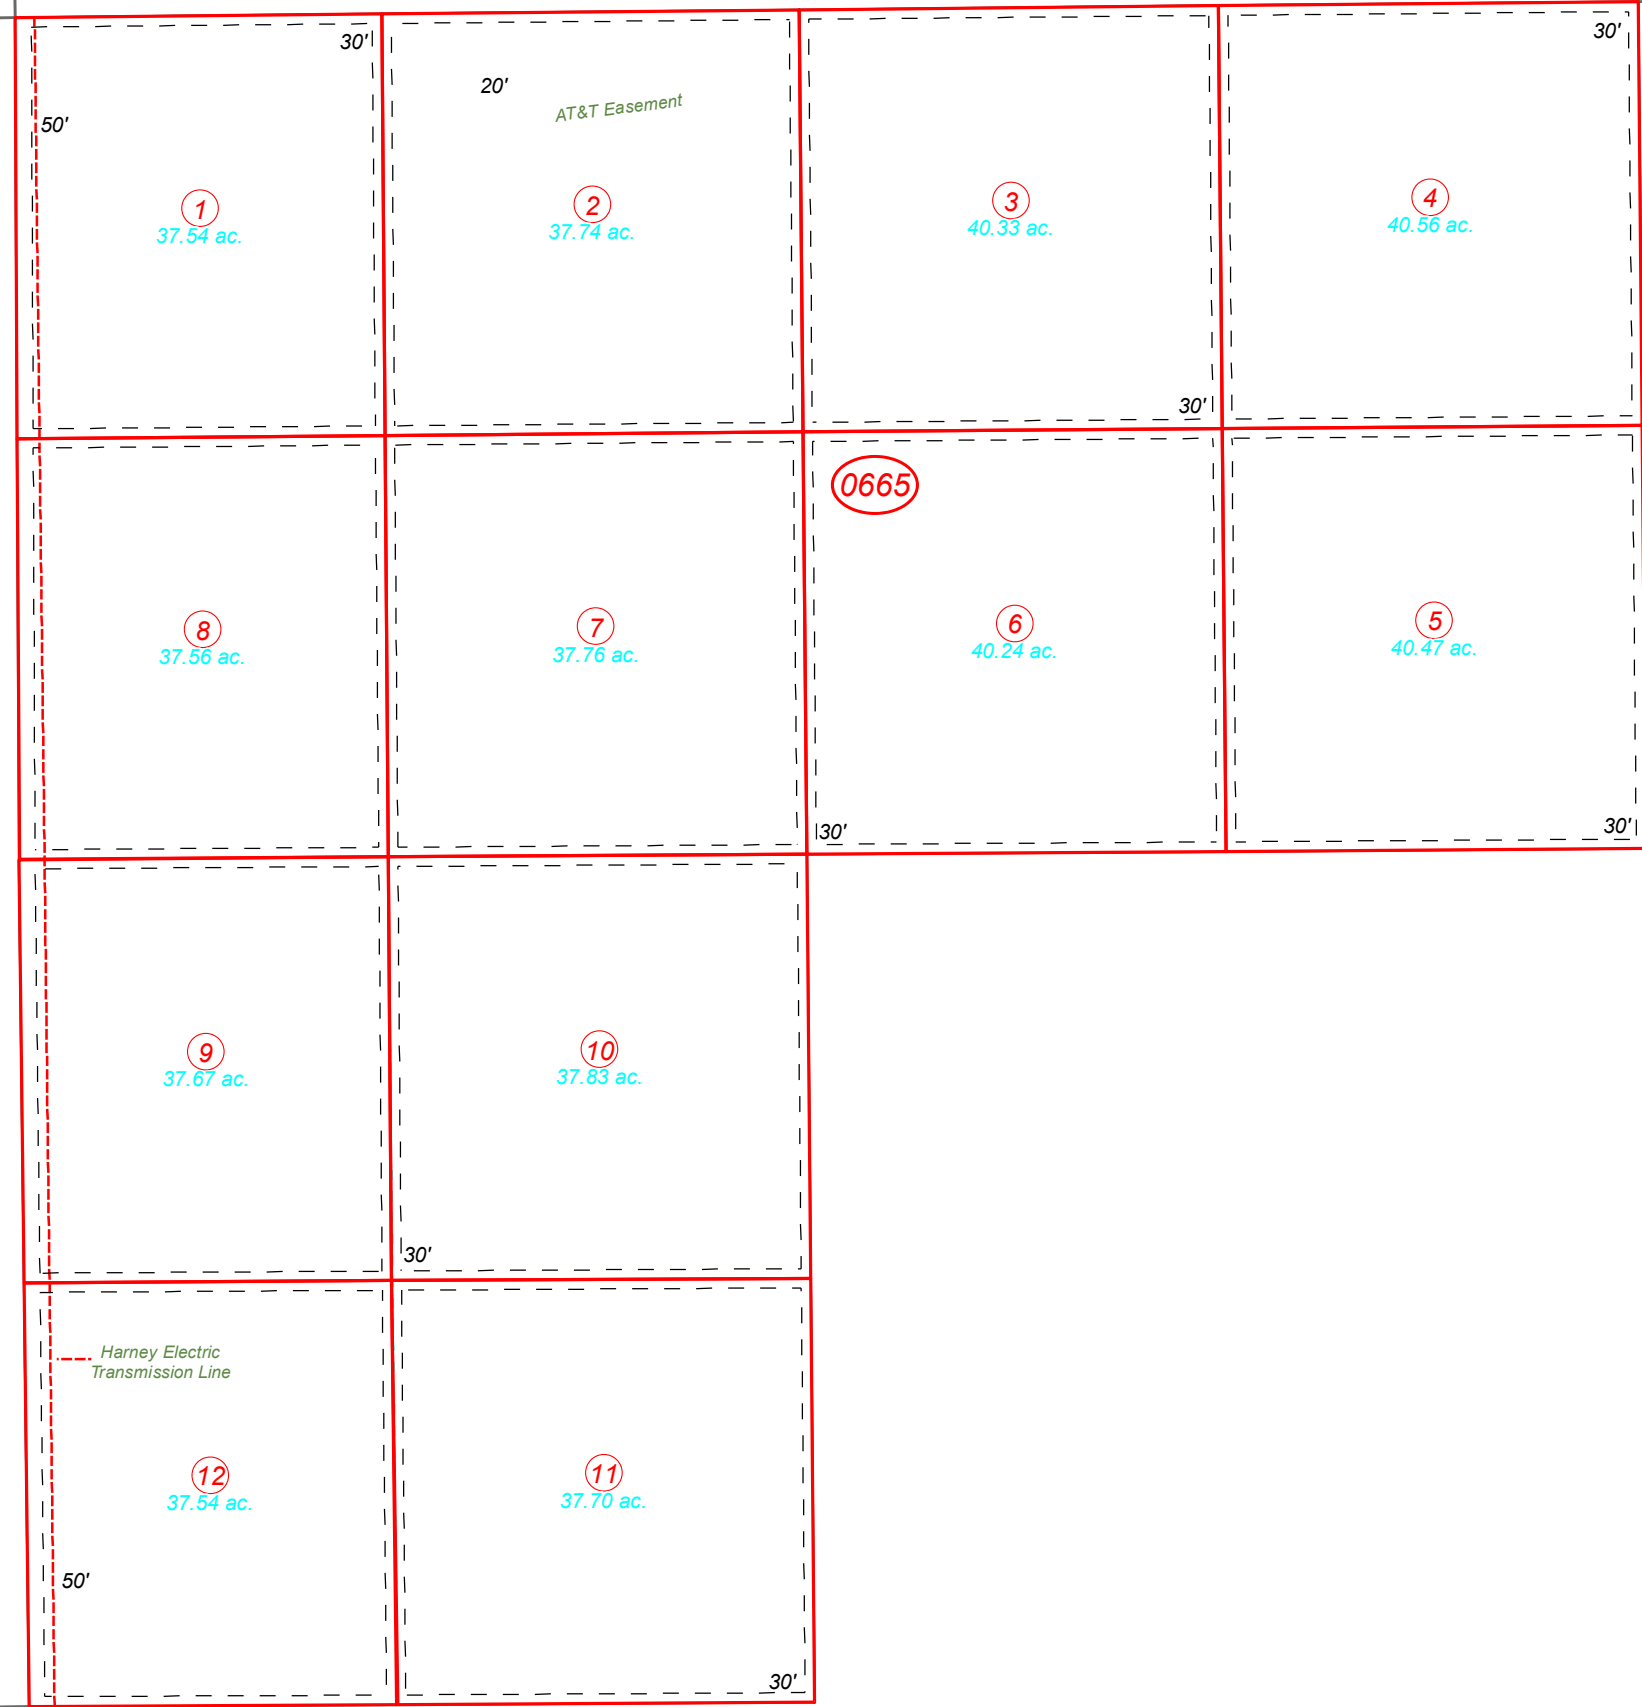 30'
30'
20'
AT&T Easement
50'
1
37.54 ac.
2
37.74 ac.
3
40.33 ac.
4
40.56 ac.
30'
0665
8
37.56 ac.
7
37.76 ac.
6
40.24 ac.
5
40.47 ac.
30'
30'
9
37.67 ac.
10
37.83 ac.
30'
Harney Electric
Transmission Line
12
37.54 ac.
11
37.70 ac.
50'
30'